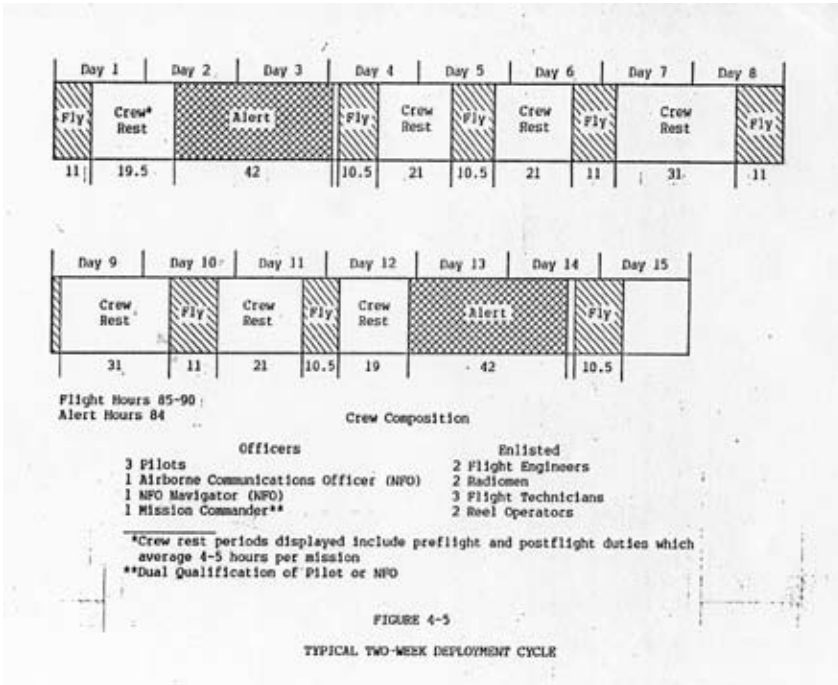 Day 1 Day 2 Day 3 Day 4 Day 5 Day 6 Day 7 Day 8
Fly Crew* Rest Alert Fly Crew Rest Fly Crew Rest Fly Crew Rest Fly
11 19.5 42 10.5 21 10.5 21 11 31 11
Day 9 Day 10 Day 11 Day 12 Day 13 Day 14 Day 15
Crew Rest Fly Crew Rest Fly Crew Rest Alert Fly
31 11 21 10.5 19 42 10.5
Flight Hours 85-90
Alert Hours 84
Crew Composition
Officers
3 Pilots
1 Airborne Communications Officer (NFO)
1 NFO Navigator (NFO)
1 Mission Commander**
Enlisted
2 Flight Engineers
2 Radiomen
3 Flight Technicians
2 Reel Operators
*Crew rest periods displayed include preflight and postflight duties which
average 4-5 hours per mission
**Dual Qualification of Pilot or NFO
FIGURE 4-5
TYPICAL TWO-WEEK DEPLOYMENT CYCLE